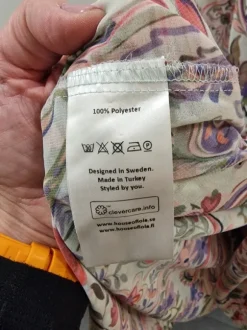 100% Polyester
Designed in Sweden.
Made in Turkey
Styled by you.
clevercare.info
www.houseoflola.se
www.houseoflola.fi